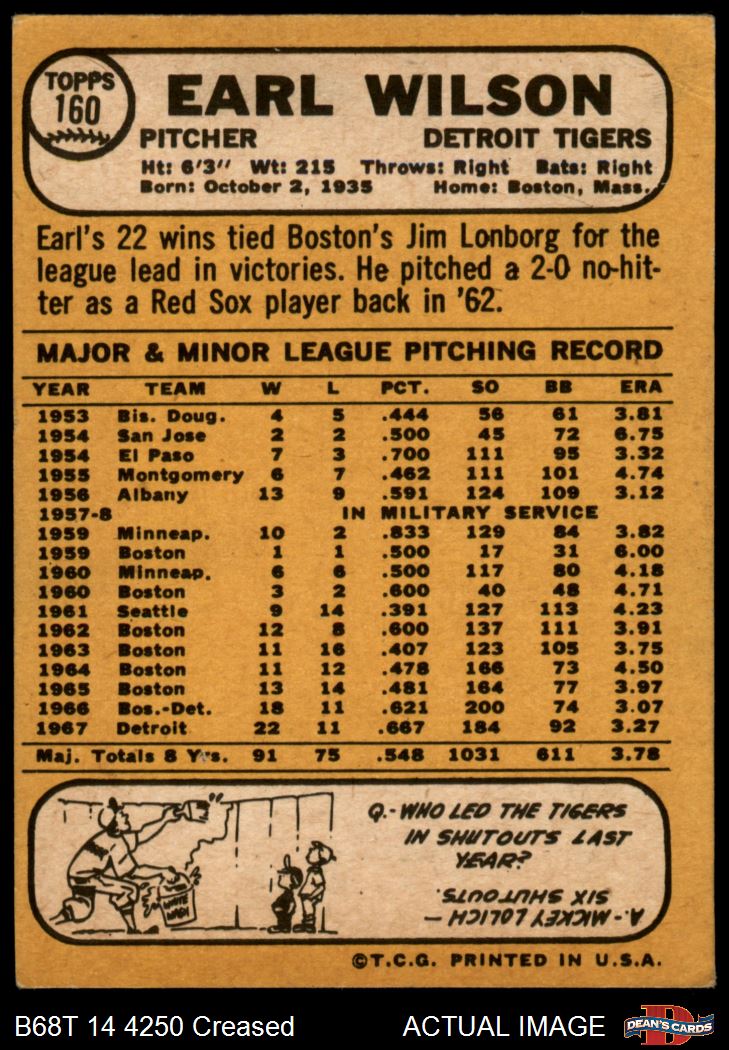 TOPPS
160
EARL WILSON
PITCHER DETROIT TIGERS
Ht: 6'3" Wt: 215 Throws: Right Bats: Right
Born: October 2, 1935 Home: Boston, Mass.
Earl's 22 wins tied Boston's Jim Lonborg for the
league lead in victories. He pitched a 2-0 no-hit-
ter as a Red Sox player back in '62.
MAJOR & MINOR LEAGUE PITCHING RECORD
YEAR TEAM W L PCT. SO BB ERA
1953 Bis. Doug. 4 5 .444 56 61 3.81
1954 San Jose 2 2 .500 45 72 6.75
1954 El Paso 7 3 .700 111 95 3.32
1955 Montgomery 6 7 .462 111 101 4.74
1956 Albany 13 9 .591 124 109 3.12
1957-8 IN MILITARY SERVICE
1959 Minneap. 10 2 .833 129 84 3.82
1959 Boston 1 1 .500 17 31 6.00
1960 Minneap. 6 6 .500 117 80 4.18
1960 Boston 3 2 .600 40 48 4.71
1961 Seattle 9 14 .391 127 113 4.23
1962 Boston 12 8 .600 137 111 3.91
1963 Boston 11 16 .407 123 105 3.75
1964 Boston 11 12 .478 166 73 4.50
1965 Boston 13 14 .481 164 77 3.97
1966 Bos.-Det. 18 11 .621 200 74 3.07
1967 Detroit 22 11 .667 184 92 3.27
Maj. Totals 8 Yrs. 91 75 .548 1031 611 3.78
Q.- WHO LED THE TIGERS
IN SHUTOUTS LAST
YEAR?
A.- MICKEY LOLICH —
SIX SHUTOUTS.
WHITE
WASH
©T.C.G. PRINTED IN U.S.A.
B68T 14 4250 Creased ACTUAL IMAGE
D
DEAN'S CARDS